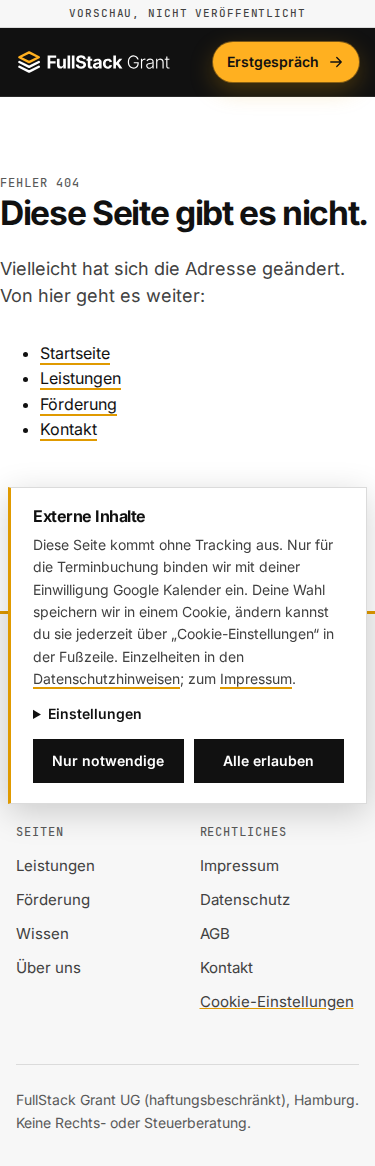 VORSCHAU, NICHT VERÖFFENTLICHT
FullStack Grant
Erstgespräch →
FEHLER 404
Diese Seite gibt es nicht.
Vielleicht hat sich die Adresse geändert.
Von hier geht es weiter:
Startseite
Leistungen
Förderung
Kontakt
Externe Inhalte
Diese Seite kommt ohne Tracking aus. Nur für
die Terminbuchung binden wir mit deiner
Einwilligung Google Kalender ein. Deine Wahl
speichern wir in einem Cookie, ändern kannst
du sie jederzeit über „Cookie-Einstellungen“ in
der Fußzeile. Einzelheiten in den
Datenschutzhinweisen; zum Impressum.
Einstellungen
Nur notwendige
Alle erlauben
SEITEN
Leistungen
Förderung
Wissen
Über uns
RECHTLICHES
Impressum
Datenschutz
AGB
Kontakt
Cookie-Einstellungen
FullStack Grant UG (haftungsbeschränkt), Hamburg.
Keine Rechts- oder Steuerberatung.